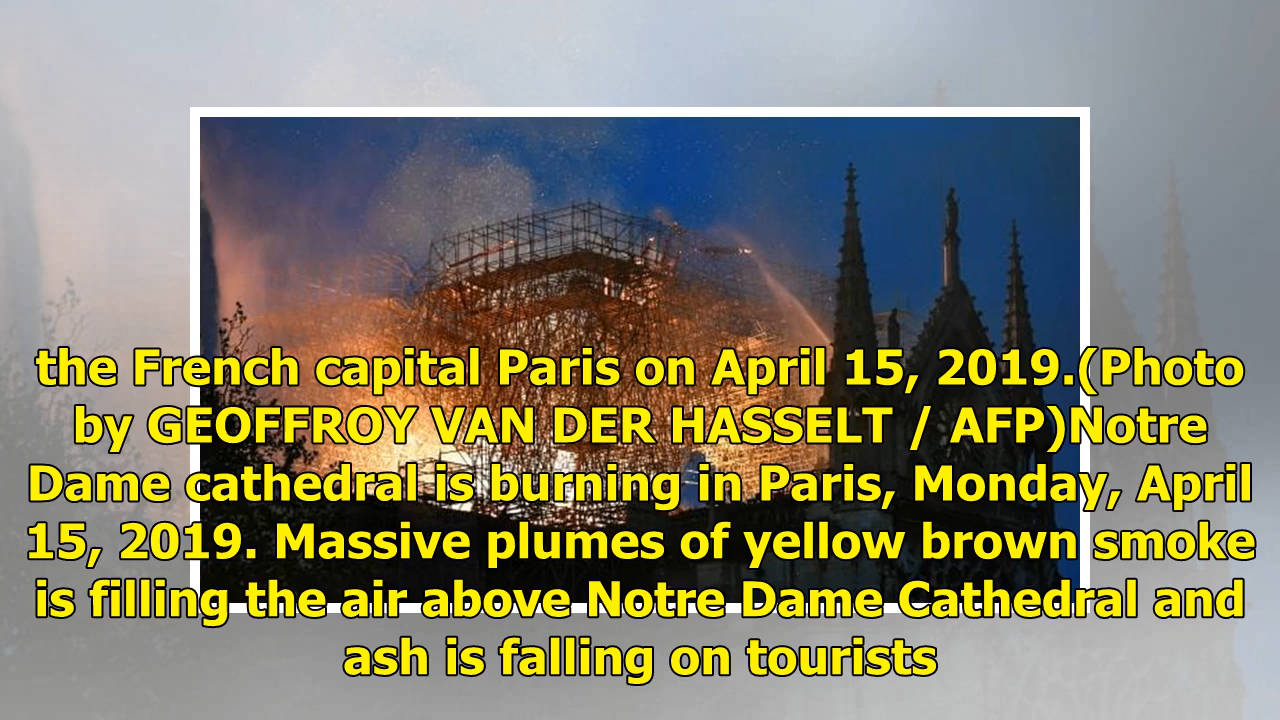 the French capital Paris on April 15, 2019.(Photo
by GEOFFROY VAN DER HASSELT / AFP)Notre
Dame cathedral is burning in Paris, Monday, April
15, 2019. Massive plumes of yellow brown smoke
is filling the air above Notre Dame Cathedral and
ash is falling on tourists